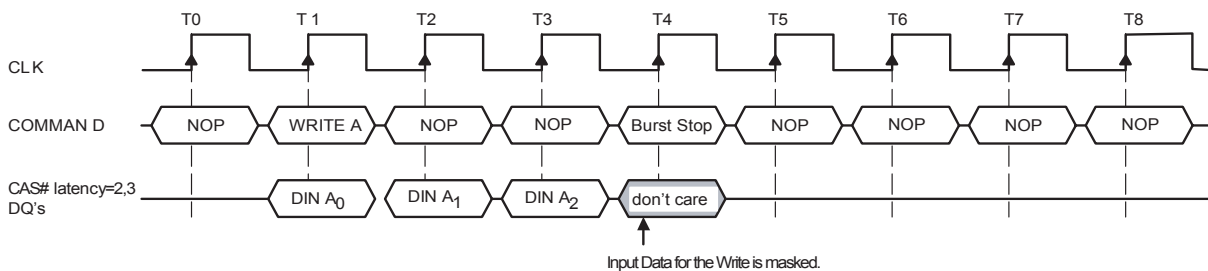 T0 T 1 T2 T3 T4 T5 T6 T7 T8
CLK
COMMAN D NOP WRITE A NOP NOP Burst Stop NOP NOP NOP NOP
CAS# latency=2,3
DQ's DIN A0 DIN A1 DIN A2 don't care
Input Data for the Write is masked.